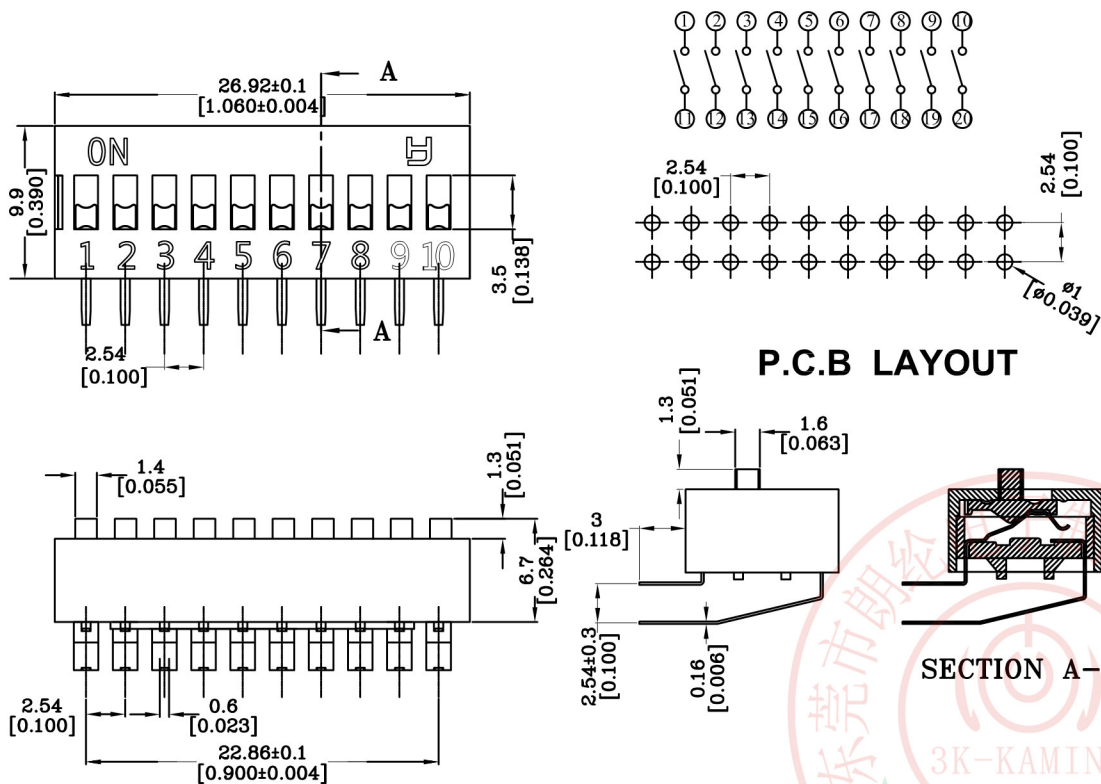 26.92±0.1
[1.060±0.004]
A
ON
9.9
[0.390]
1 2 3 4 5 6 7 8 9 10
3.5
[0.138]
A
2.54
[0.100]
1 2 3 4 5 6 7 8 9 10
11 12 13 14 15 16 17 18 19 20
2.54
[0.100]
2.54
[0.100]
ø1
[ø0.039]
P.C.B LAYOUT
1.4
[0.055]
1.3
[0.051]
6.7
[0.264]
2.54
[0.100]
0.6
[0.023]
22.86±0.1
[0.900±0.004]
1.3
[0.051]
1.6
[0.063]
3
[0.118]
2.54±0.3
[0.100]
0.16
[0.006]
SECTION A-
东莞市朗纶
3K-KAMIN